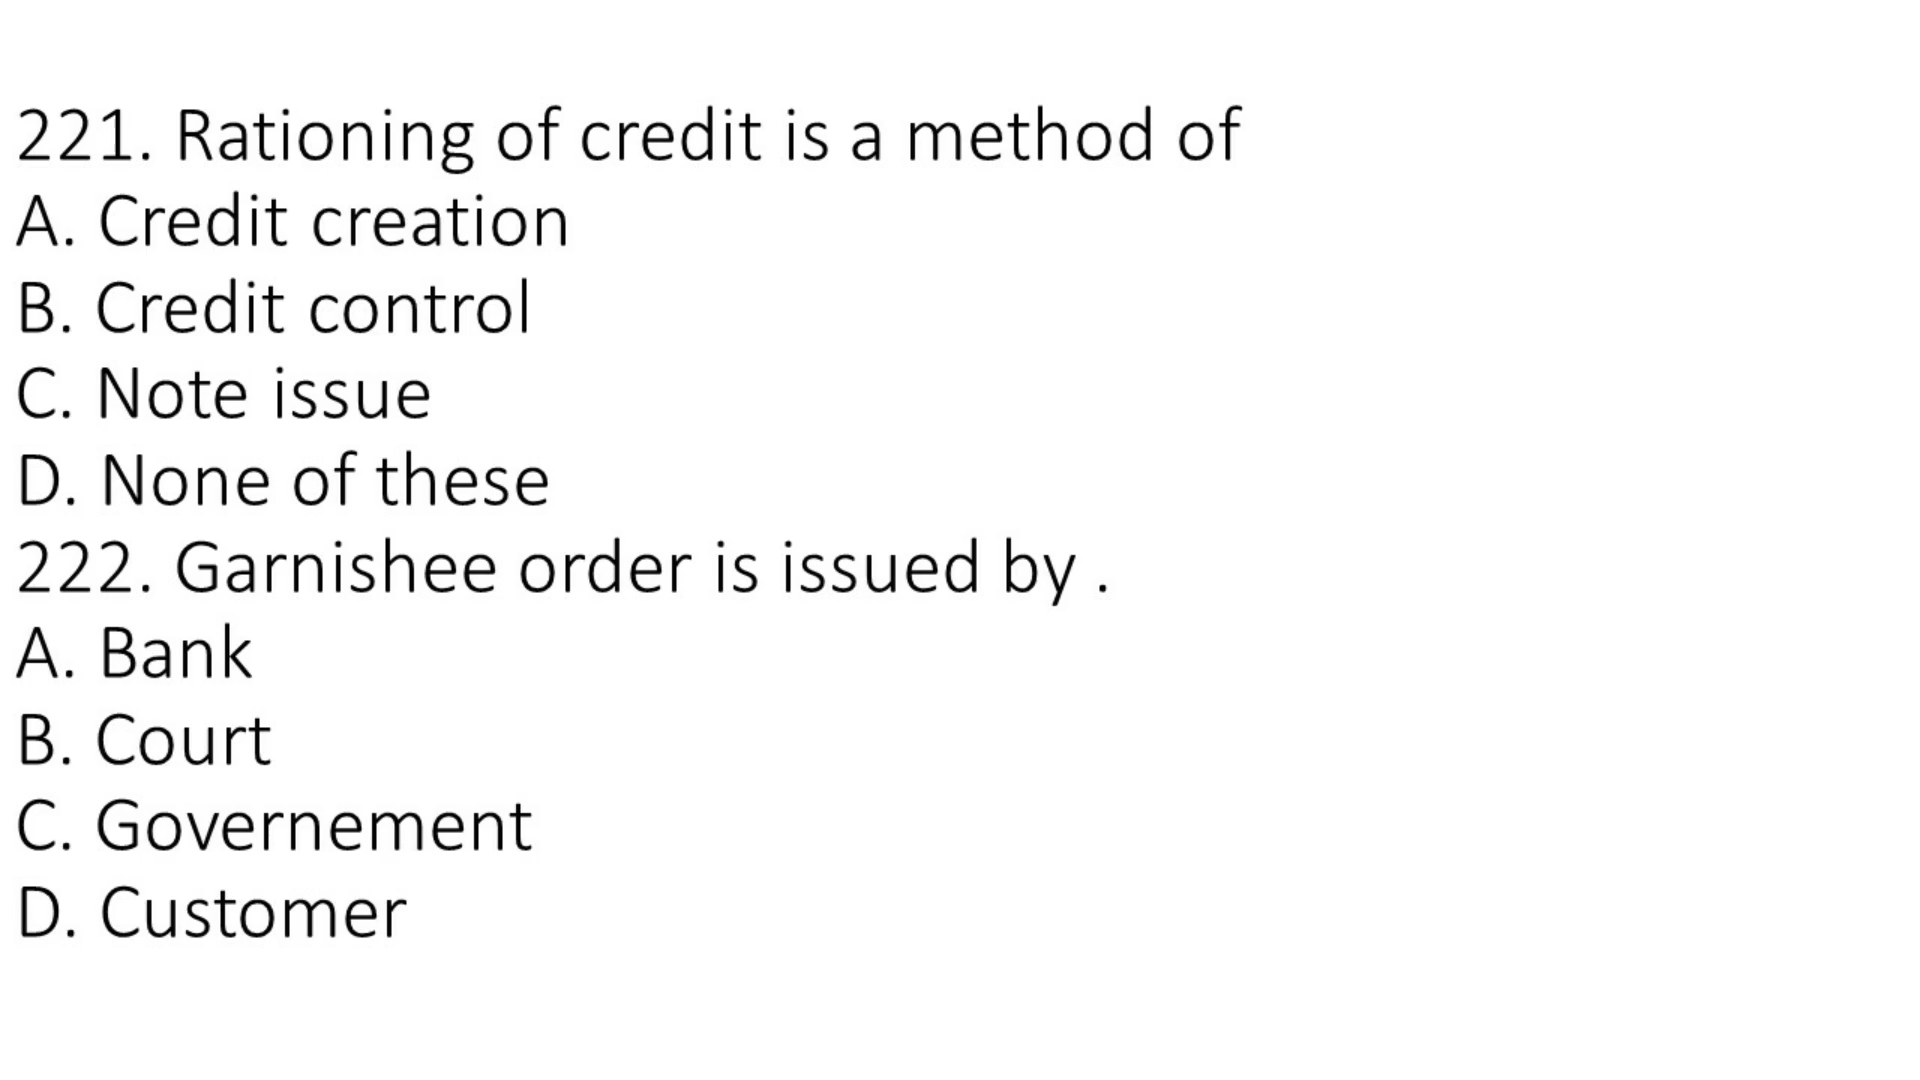 221. Rationing of credit is a method of
A. Credit creation
B. Credit control
C. Note issue
D. None of these
222. Garnishee order is issued by .
A. Bank
B. Court
C. Governement
D. Customer